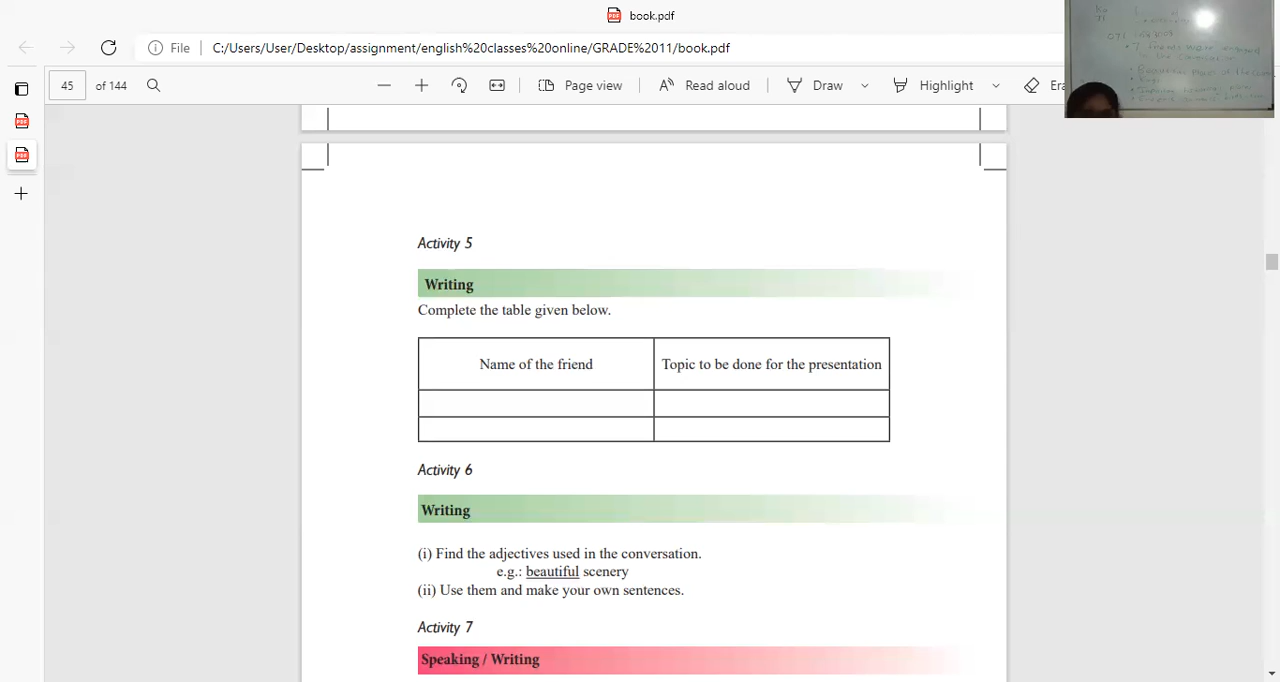 book.pdf
File C:/Users/User/Desktop/assignment/english%20classes%20online/GRADE%2011/book.pdf
45 of 144 Page view Read aloud Draw Highlight
Activity 5
Writing
Complete the table given below.
Name of the friend Topic to be done for the presentation
Activity 6
Writing
(i) Find the adjectives used in the conversation.
e.g.: beautiful scenery
(ii) Use them and make your own sentences.
Activity 7
Speaking / Writing